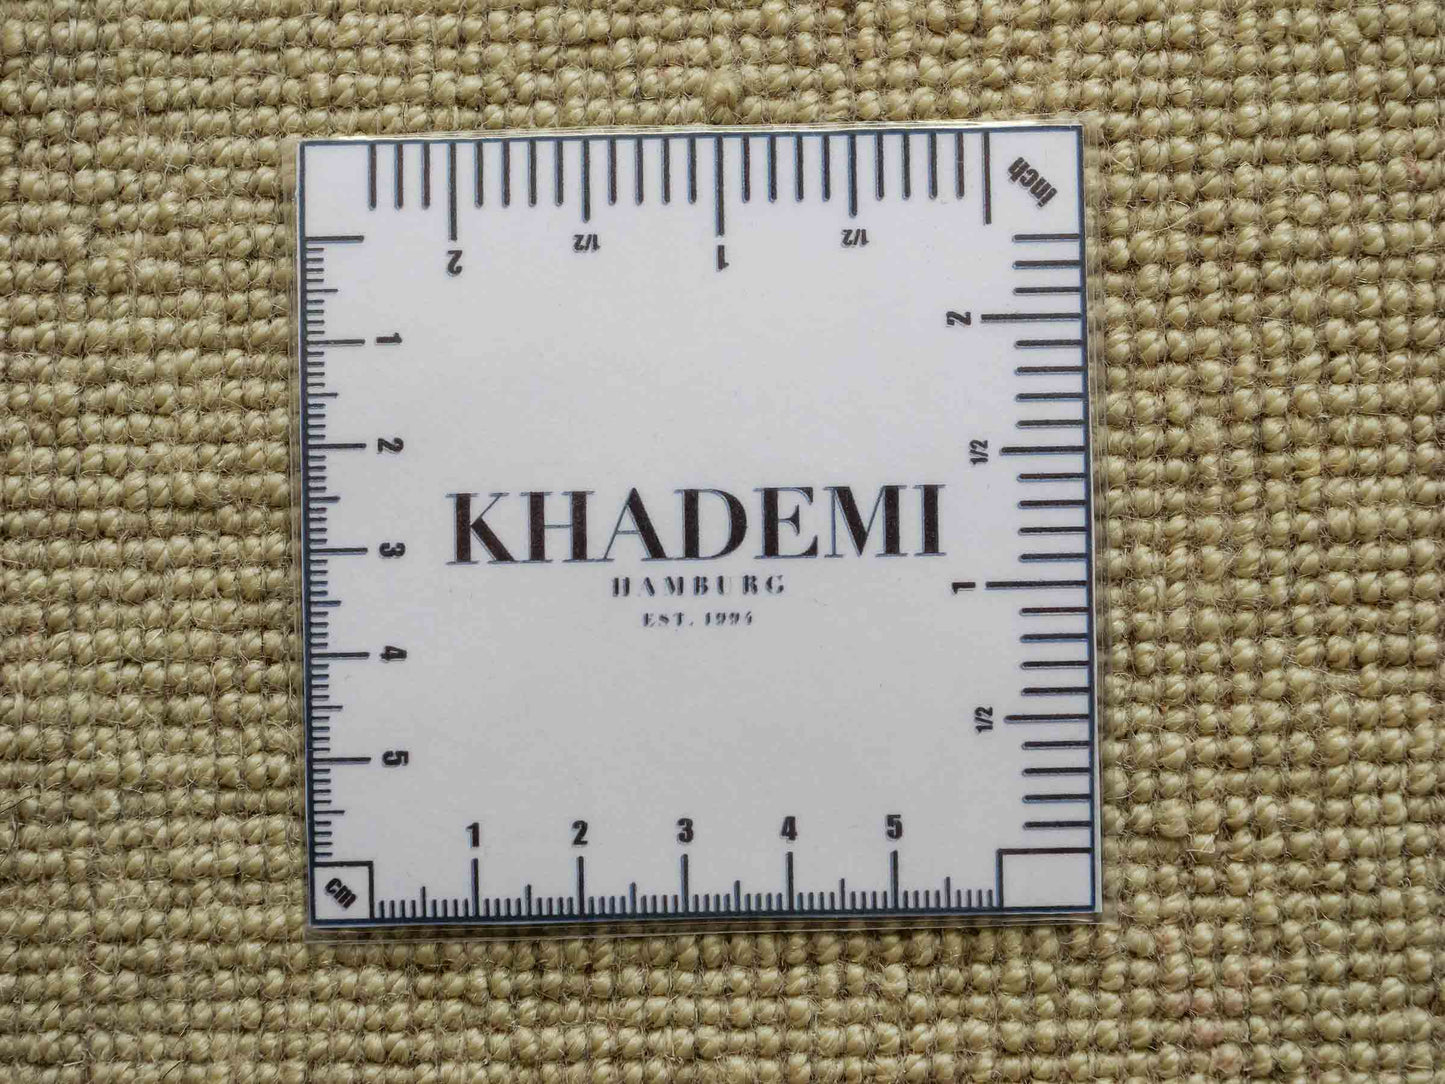 inch
2 1/2 1 1/2
2
1/2
1
1/2
1
2
3
4
5
KHADEMI
HAMBURG
EST. 1994
1 2 3 4 5
cm